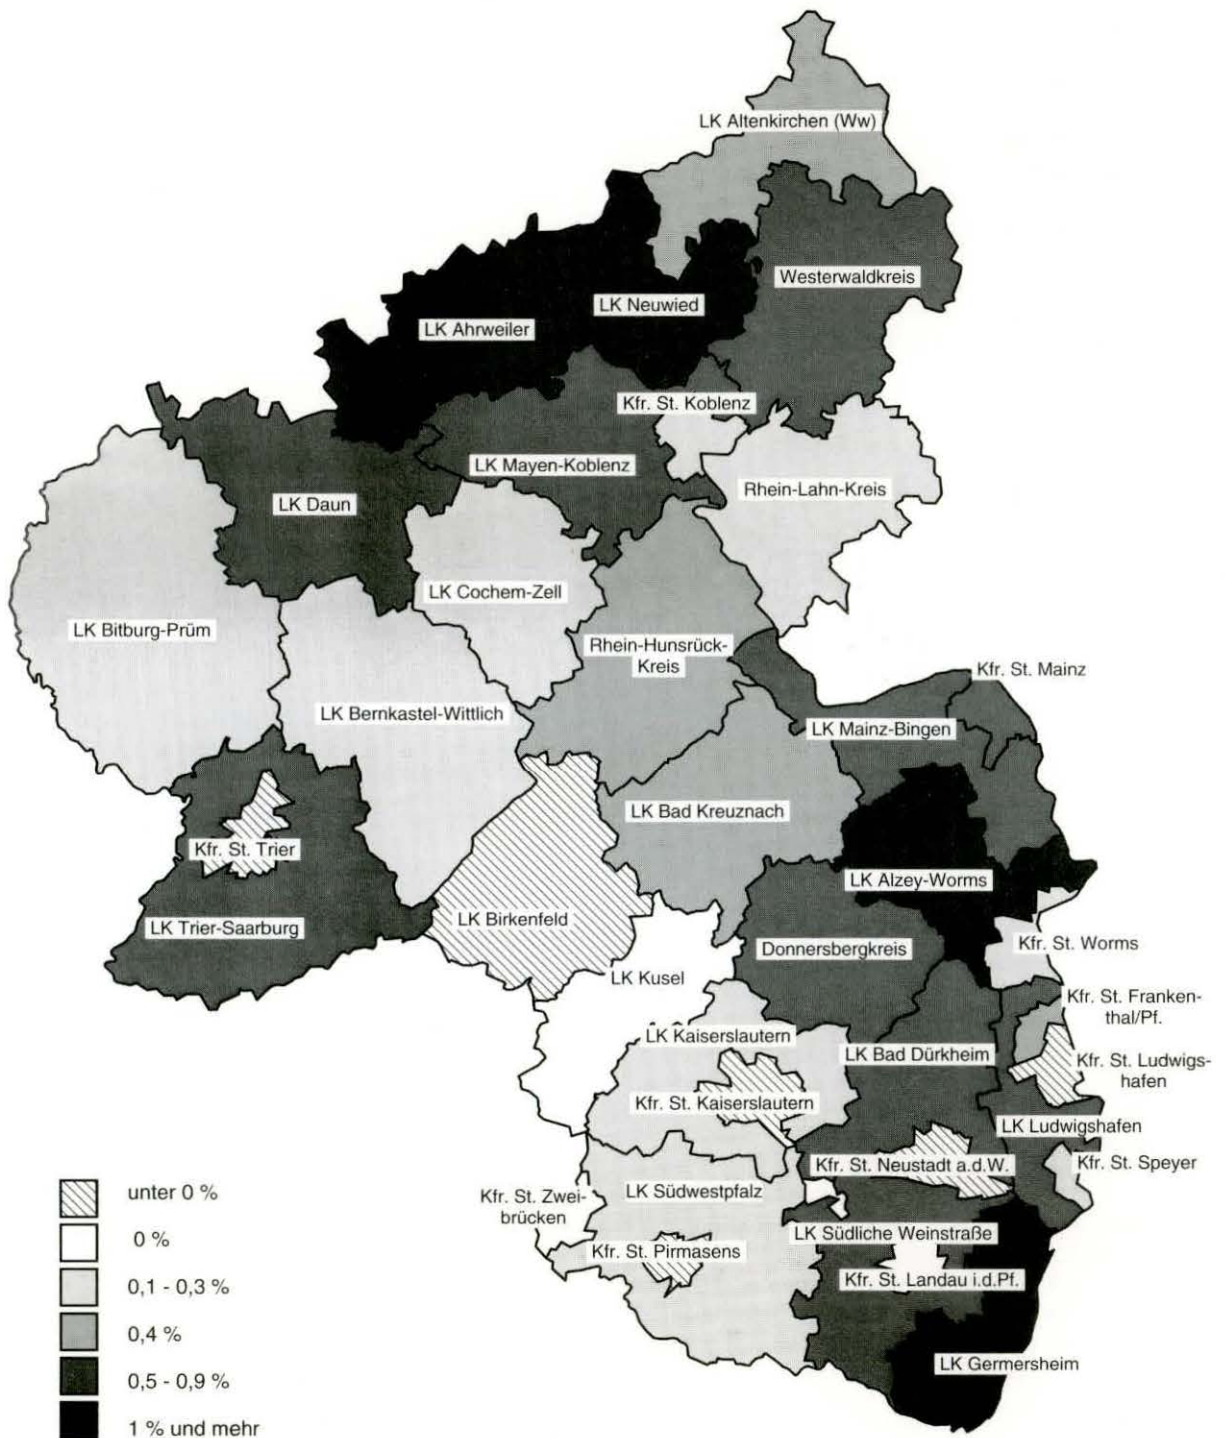 LK Altenkirchen (Ww)
Westerwaldkreis
LK Neuwied
LK Ahrweiler
Kfr. St. Koblenz
LK Mayen-Koblenz
Rhein-Lahn-Kreis
LK Daun
LK Cochem-Zell
LK Bitburg-Prüm
Rhein-Hunsrück-
Kreis
Kfr. St. Mainz
LK Bernkastel-Wittlich
LK Mainz-Bingen
LK Bad Kreuznach
Kfr. St. Trier
LK Alzey-Worms
LK Birkenfeld
LK Trier-Saarburg
Donnersbergkreis
Kfr. St. Worms
LK Kusel
Kfr. St. Franken-
thal/Pf.
LK Kaiserslautern
LK Bad Dürkheim
Kfr. St. Ludwigs-
hafen
Kfr. St. Kaiserslautern
LK Ludwigshafen
Kfr. St. Neustadt a.d.W.
Kfr. St. Speyer
LK Südwestpfalz
Kfr. St. Zwei-
brücken
LK Südliche Weinstraße
Kfr. St. Pirmasens
Kfr. St. Landau i.d.Pf.
LK Germersheim
unter 0 %
0 %
0,1 - 0,3 %
0,4 %
0,5 - 0,9 %
1 % und mehr